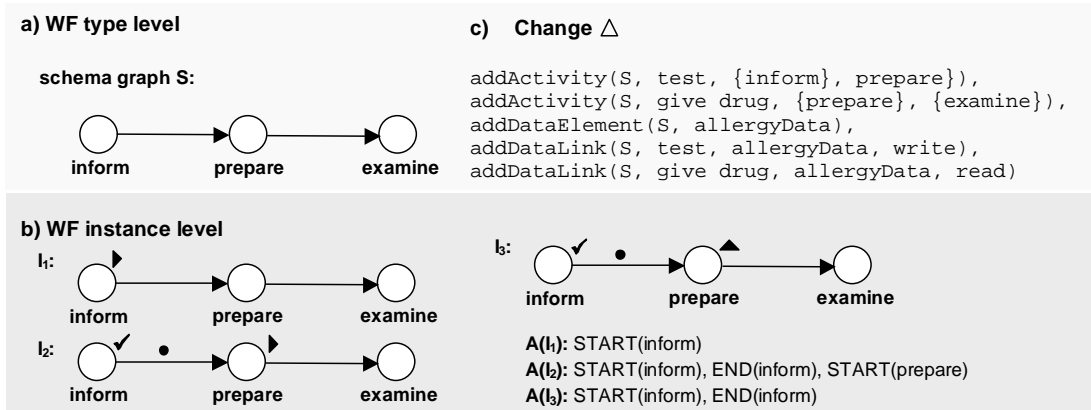 a) WF type level
schema graph S:
inform prepare examine
c) Change △
addActivity(S, test, {inform}, prepare}),
addActivity(S, give drug, {prepare}, {examine}),
addDataElement(S, allergyData),
addDataLink(S, test, allergyData, write),
addDataLink(S, give drug, allergyData, read)
b) WF instance level
I₁:
inform prepare examine
I₂:
inform prepare examine
I₃:
inform prepare examine
A(I₁): START(inform)
A(I₂): START(inform), END(inform), START(prepare)
A(I₃): START(inform), END(inform)